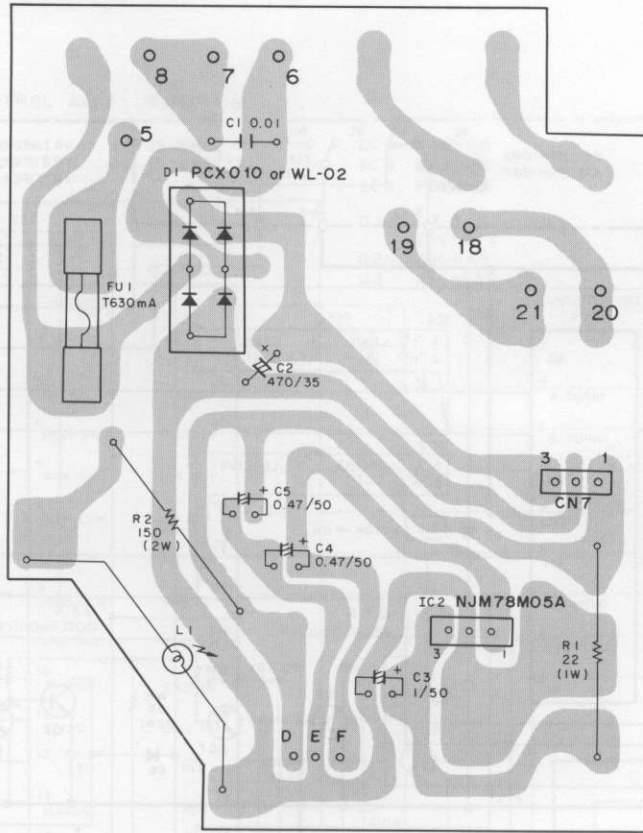 8 7 6
5
C1 0.01
D1 PCX010 or WL-02
19 18
FU1
T630mA
21 20
×
C2
470/35
3 1
CN7
+
C5
0.47/50
R2
150
(2W)
+
C4
0.47/50
IC2 NJM78M05A
3 1
L1
R1
22
(1W)
+
C3
1/50
D E F